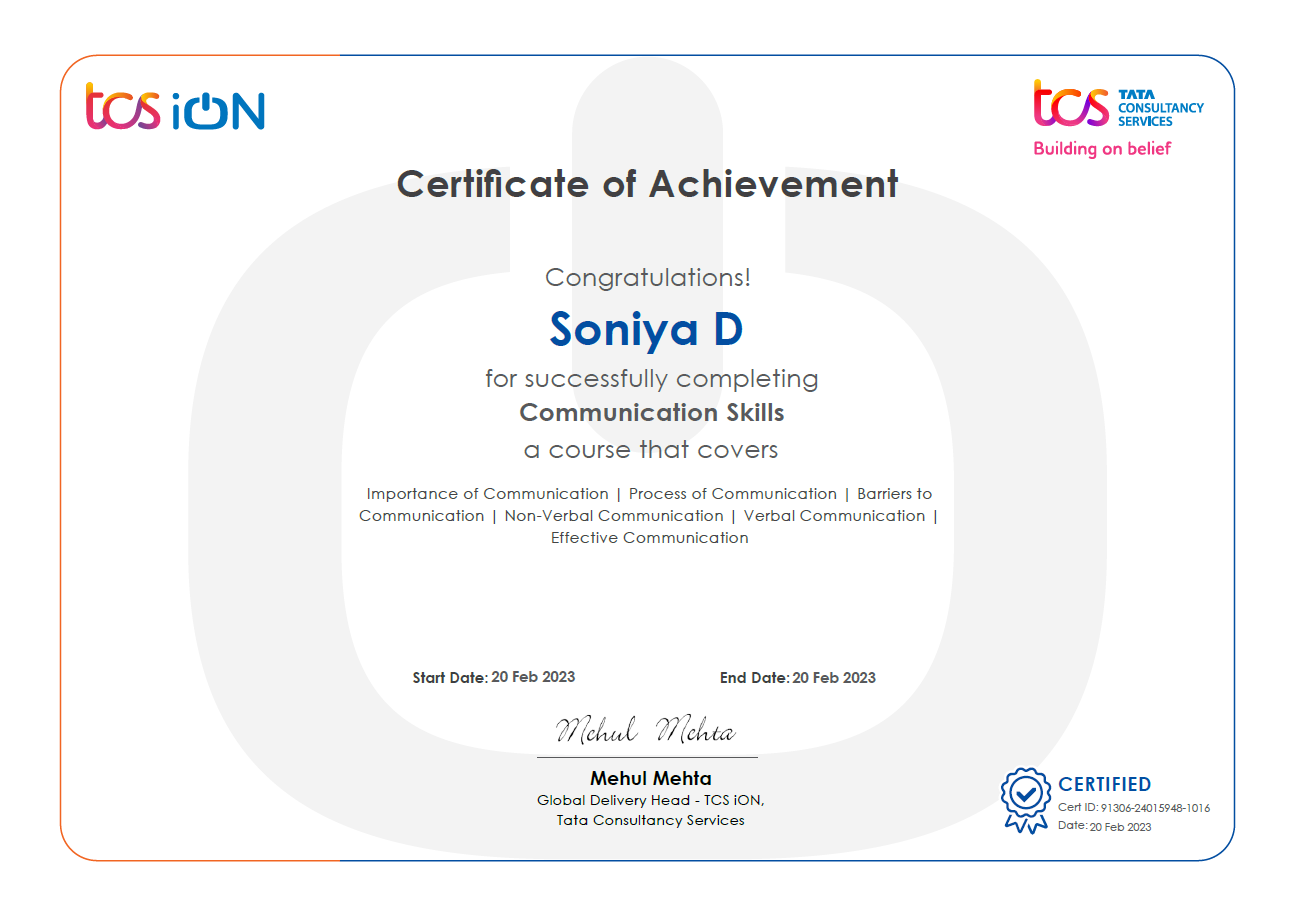 tcs iON
tcs TATA
CONSULTANCY
SERVICES
Building on belief
Certificate of Achievement
Congratulations!
Soniya D
for successfully completing
Communication Skills
a course that covers
Importance of Communication | Process of Communication | Barriers to
Communication | Non-Verbal Communication | Verbal Communication |
Effective Communication
Start Date: 20 Feb 2023 End Date: 20 Feb 2023
Mehul Mehta
Mehul Mehta
Global Delivery Head - TCS iON,
Tata Consultancy Services
CERTIFIED
Cert ID: 91306-24015948-1016
Date: 20 Feb 2023